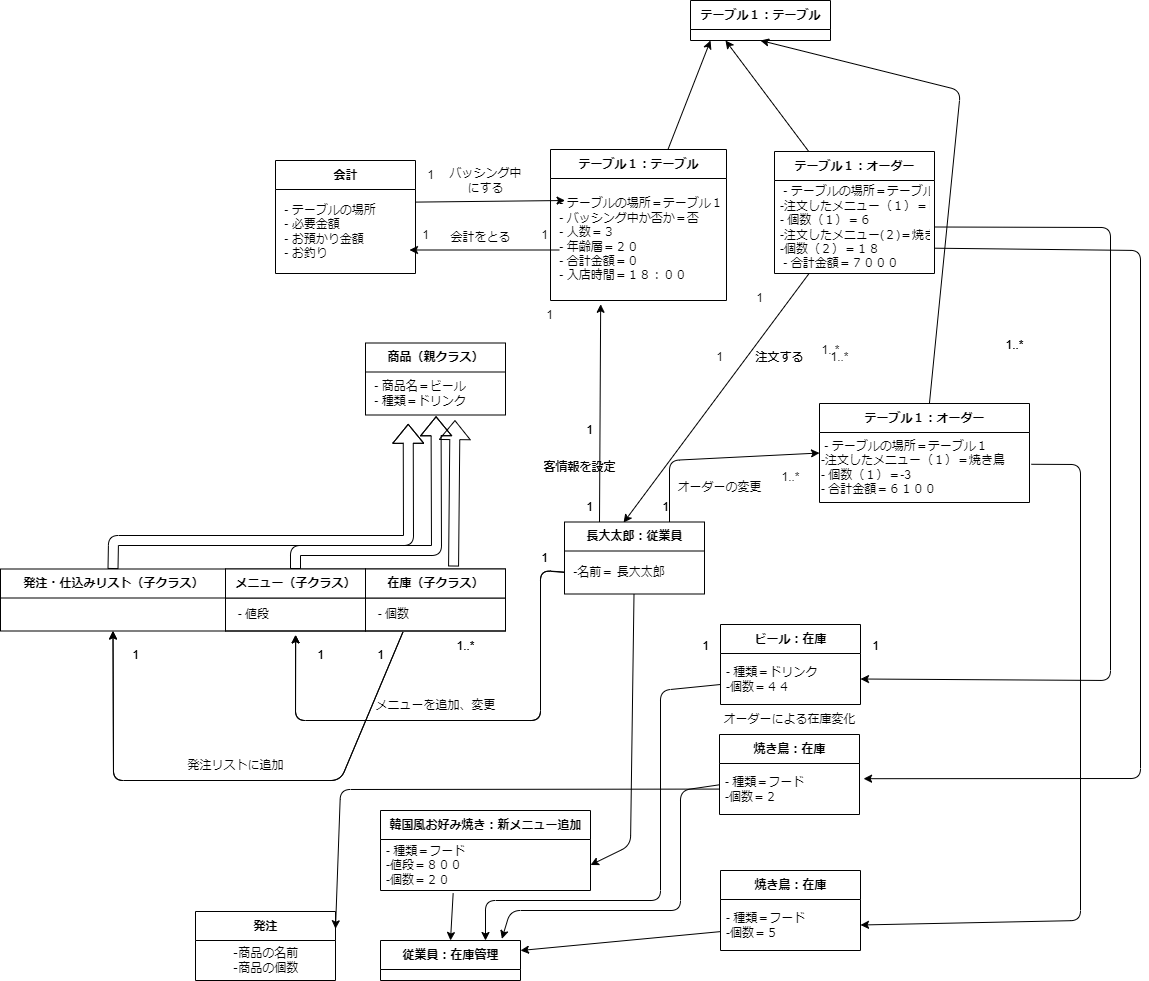 テーブル１：テーブル
会計
- テーブルの場所
- 必要金額
- お預かり金額
- お釣り
1
バッシング中
にする
1
会計をとる
1
テーブル１：テーブル
- テーブルの場所＝テーブル１
- バッシング中か否か＝否
- 人数＝３
- 年齢層＝２０
- 合計金額＝０
- 入店時間＝１８：００
1
テーブル１：オーダー
- テーブルの場所＝テーブル
-注文したメニュー（１）＝
- 個数（１）＝６
-注文したメニュー(２)＝焼き
-個数（２）＝１８
- 合計金額＝７０００
1
1
注文する
1..*
1..*
1..*
商品（親クラス）
- 商品名＝ビール
- 種類＝ドリンク
1
客情報を設定
1
テーブル１：オーダー
- テーブルの場所＝テーブル１
-注文したメニュー（１）＝焼き鳥
- 個数（１）＝-3
- 合計金額＝６１００
オーダーの変更
1..*
1
長大太郎：従業員
-名前＝ 長大太郎
1
発注・仕込みリスト（子クラス）
メニュー（子クラス）
- 値段
在庫（子クラス）
- 個数
1
1
1
1..*
メニューを追加、変更
発注リストに追加
1
ビール：在庫
- 種類＝ドリンク
-個数＝４４
1
オーダーによる在庫変化
焼き鳥：在庫
- 種類＝フード
-個数＝２
韓国風お好み焼き：新メニュー追加
- 種類＝フード
-値段＝８００
-個数＝２０
焼き鳥：在庫
- 種類＝フード
-個数＝５
発注
-商品の名前
-商品の個数
従業員：在庫管理